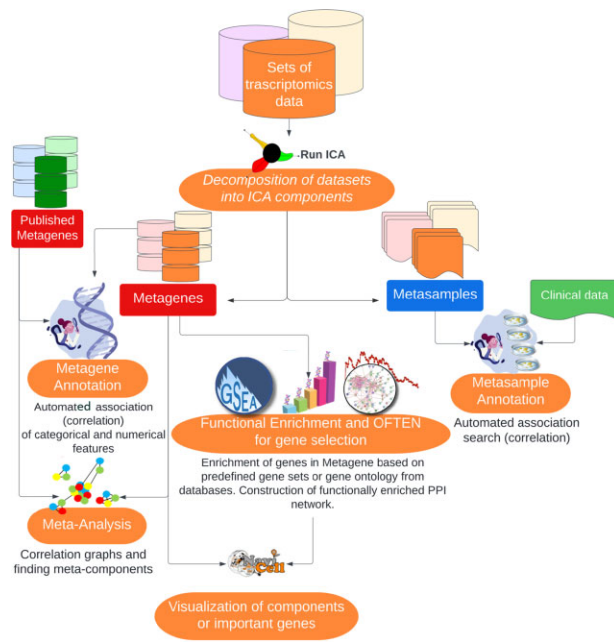 Sets of
trascriptomics
data
Run ICA
Decomposition of datasets
into ICA components
Published
Metagenes
Metagenes
Metasamples
Clinical data
Metagene
Annotation
Automated association
(correlation)
of categorical and numerical
features
GSEA
Functional Enrichment and OFTEN
for gene selection
Enrichment of genes in Metagene based on
predefined gene sets or gene ontology from
databases. Construction of functionally enriched PPI
network.
Metasample
Annotation
Automated association
search (correlation)
Meta-Analysis
Correlation graphs and
finding meta-components
Navi
Cell
Visualization of components
or important genes